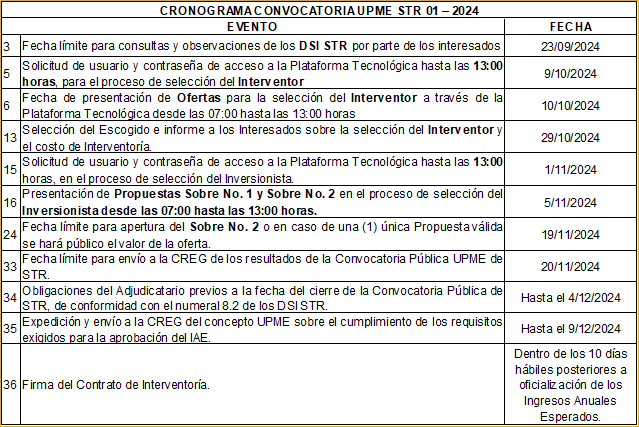 CRONOGRAMA CONVOCATORIA UPME STR 01 – 2024
EVENTO FECHA
3 Fecha límite para consultas y observaciones de los DSI STR por parte de los interesados 23/09/2024
5 Solicitud de usuario y contraseña de acceso a la Plataforma Tecnológica hasta las 13:00
horas, para el proceso de selección del Interventor 9/10/2024
6 Fecha de presentación de Ofertas para la selección del Interventor a través de la
Plataforma Tecnológica desde las 07:00 hasta las 13:00 horas 10/10/2024
13 Selección del Escogido e informe a los Interesados sobre la selección del Interventor y
el costo de Interventoría. 29/10/2024
15 Solicitud de usuario y contraseña de acceso a la Plataforma Tecnológica hasta las 13:00
horas, en el proceso de selección del Inversionista. 1/11/2024
16 Presentación de Propuestas Sobre No. 1 y Sobre No. 2 en el proceso de selección del
Inversionista desde las 07:00 hasta las 13:00 horas. 5/11/2024
24 Fecha límite para apertura del Sobre No. 2 o en caso de una (1) única Propuesta válida
se hará público el valor de la oferta. 19/11/2024
33 Fecha límite para envío a la CREG de los resultados de la Convocatoria Pública UPME de
STR. 20/11/2024
34 Obligaciones del Adjudicatario previos a la fecha del cierre de la Convocatoria Pública de
STR, de conformidad con el numeral 8.2 de los DSI STR. Hasta el 4/12/2024
35 Expedición y envío a la CREG del concepto UPME sobre el cumplimiento de los requisitos
exigidos para la aprobación del IAE. Hasta el 9/12/2024
36 Firma del Contrato de Interventoría.
Dentro de los 10 días
hábiles posteriores a
oficialización de los
Ingresos Anuales
Esperados.